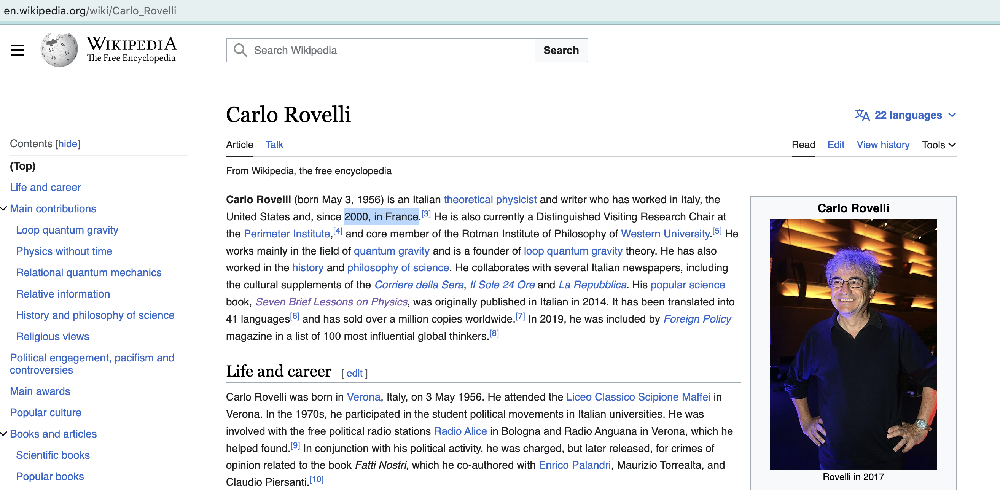 en.wikipedia.org/wiki/Carlo_Rovelli
WIKIPEDIA
The Free Encyclopedia
Search Wikipedia
Search
Contents [hide]
(Top)
Life and career
Main contributions
Loop quantum gravity
Physics without time
Relational quantum mechanics
Relative information
History and philosophy of science
Religious views
Political engagement, pacifism and
controversies
Main awards
Popular culture
Books and articles
Scientific books
Popular books
Carlo Rovelli
22 languages
Article Talk
Read Edit View history Tools
From Wikipedia, the free encyclopedia
Carlo Rovelli (born May 3, 1956) is an Italian theoretical physicist and writer who has worked in Italy, the
United States and, since 2000, in France.[3] He is also currently a Distinguished Visiting Research Chair at
the Perimeter Institute,[4] and core member of the Rotman Institute of Philosophy of Western University.[5] He
works mainly in the field of quantum gravity and is a founder of loop quantum gravity theory. He has also
worked in the history and philosophy of science. He collaborates with several Italian newspapers, including
the cultural supplements of the Corriere della Sera, Il Sole 24 Ore and La Repubblica. His popular science
book, Seven Brief Lessons on Physics, was originally published in Italian in 2014. It has been translated into
41 languages[6] and has sold over a million copies worldwide.[7] In 2019, he was included by Foreign Policy
magazine in a list of 100 most influential global thinkers.[8]
Life and career [ edit ]
Carlo Rovelli was born in Verona, Italy, on 3 May 1956. He attended the Liceo Classico Scipione Maffei in
Verona. In the 1970s, he participated in the student political movements in Italian universities. He was
involved with the free political radio stations Radio Alice in Bologna and Radio Anguana in Verona, which he
helped found.[9] In conjunction with his political activity, he was charged, but later released, for crimes of
opinion related to the book Fatti Nostri, which he co-authored with Enrico Palandri, Maurizio Torrealta, and
Claudio Piersanti.[10]
Carlo Rovelli
Rovelli in 2017